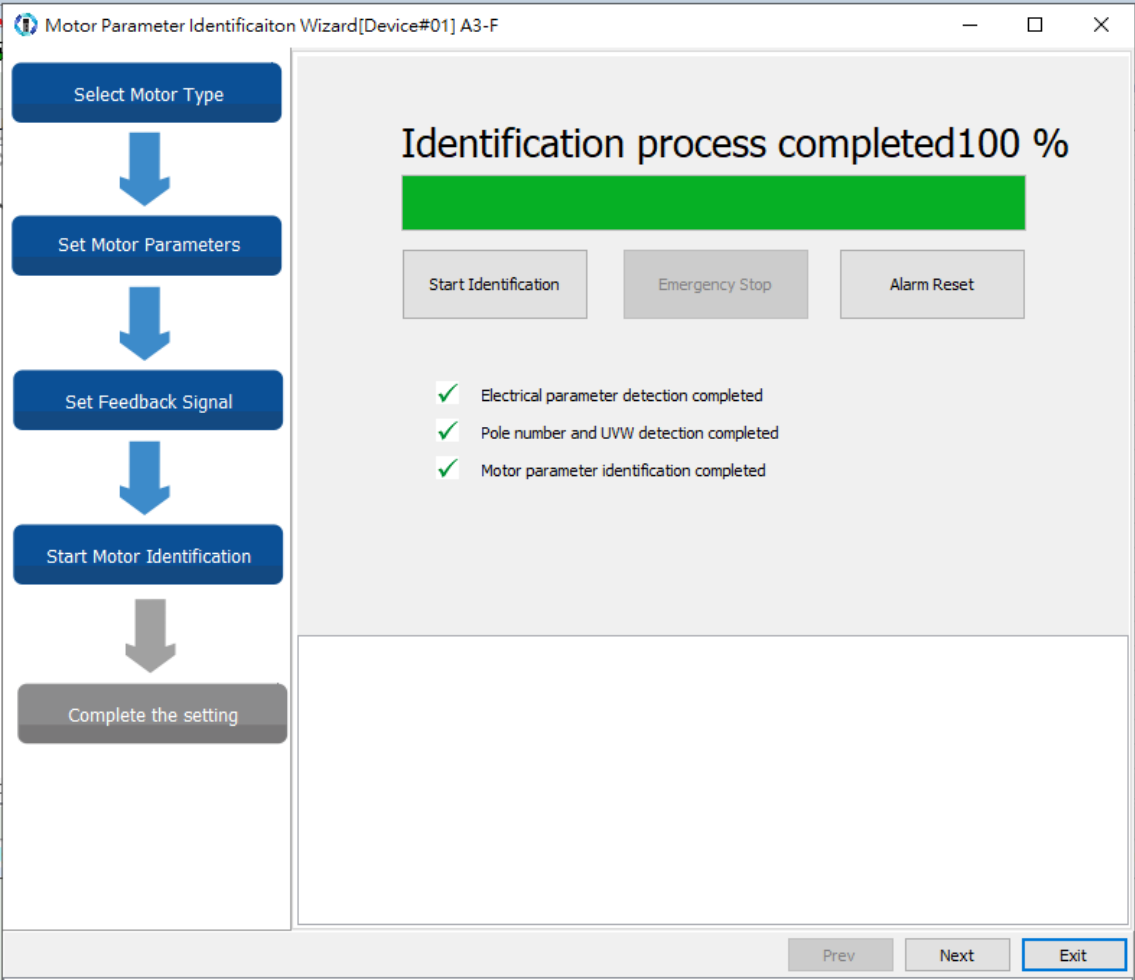 Motor Parameter Identificaiton Wizard[Device#01] A3-F
Select Motor Type
Set Motor Parameters
Set Feedback Signal
Start Motor Identification
Complete the setting
Identification process completed100 %
Start Identification
Emergency Stop
Alarm Reset
Electrical parameter detection completed
Pole number and UVW detection completed
Motor parameter identification completed
Prev
Next
Exit